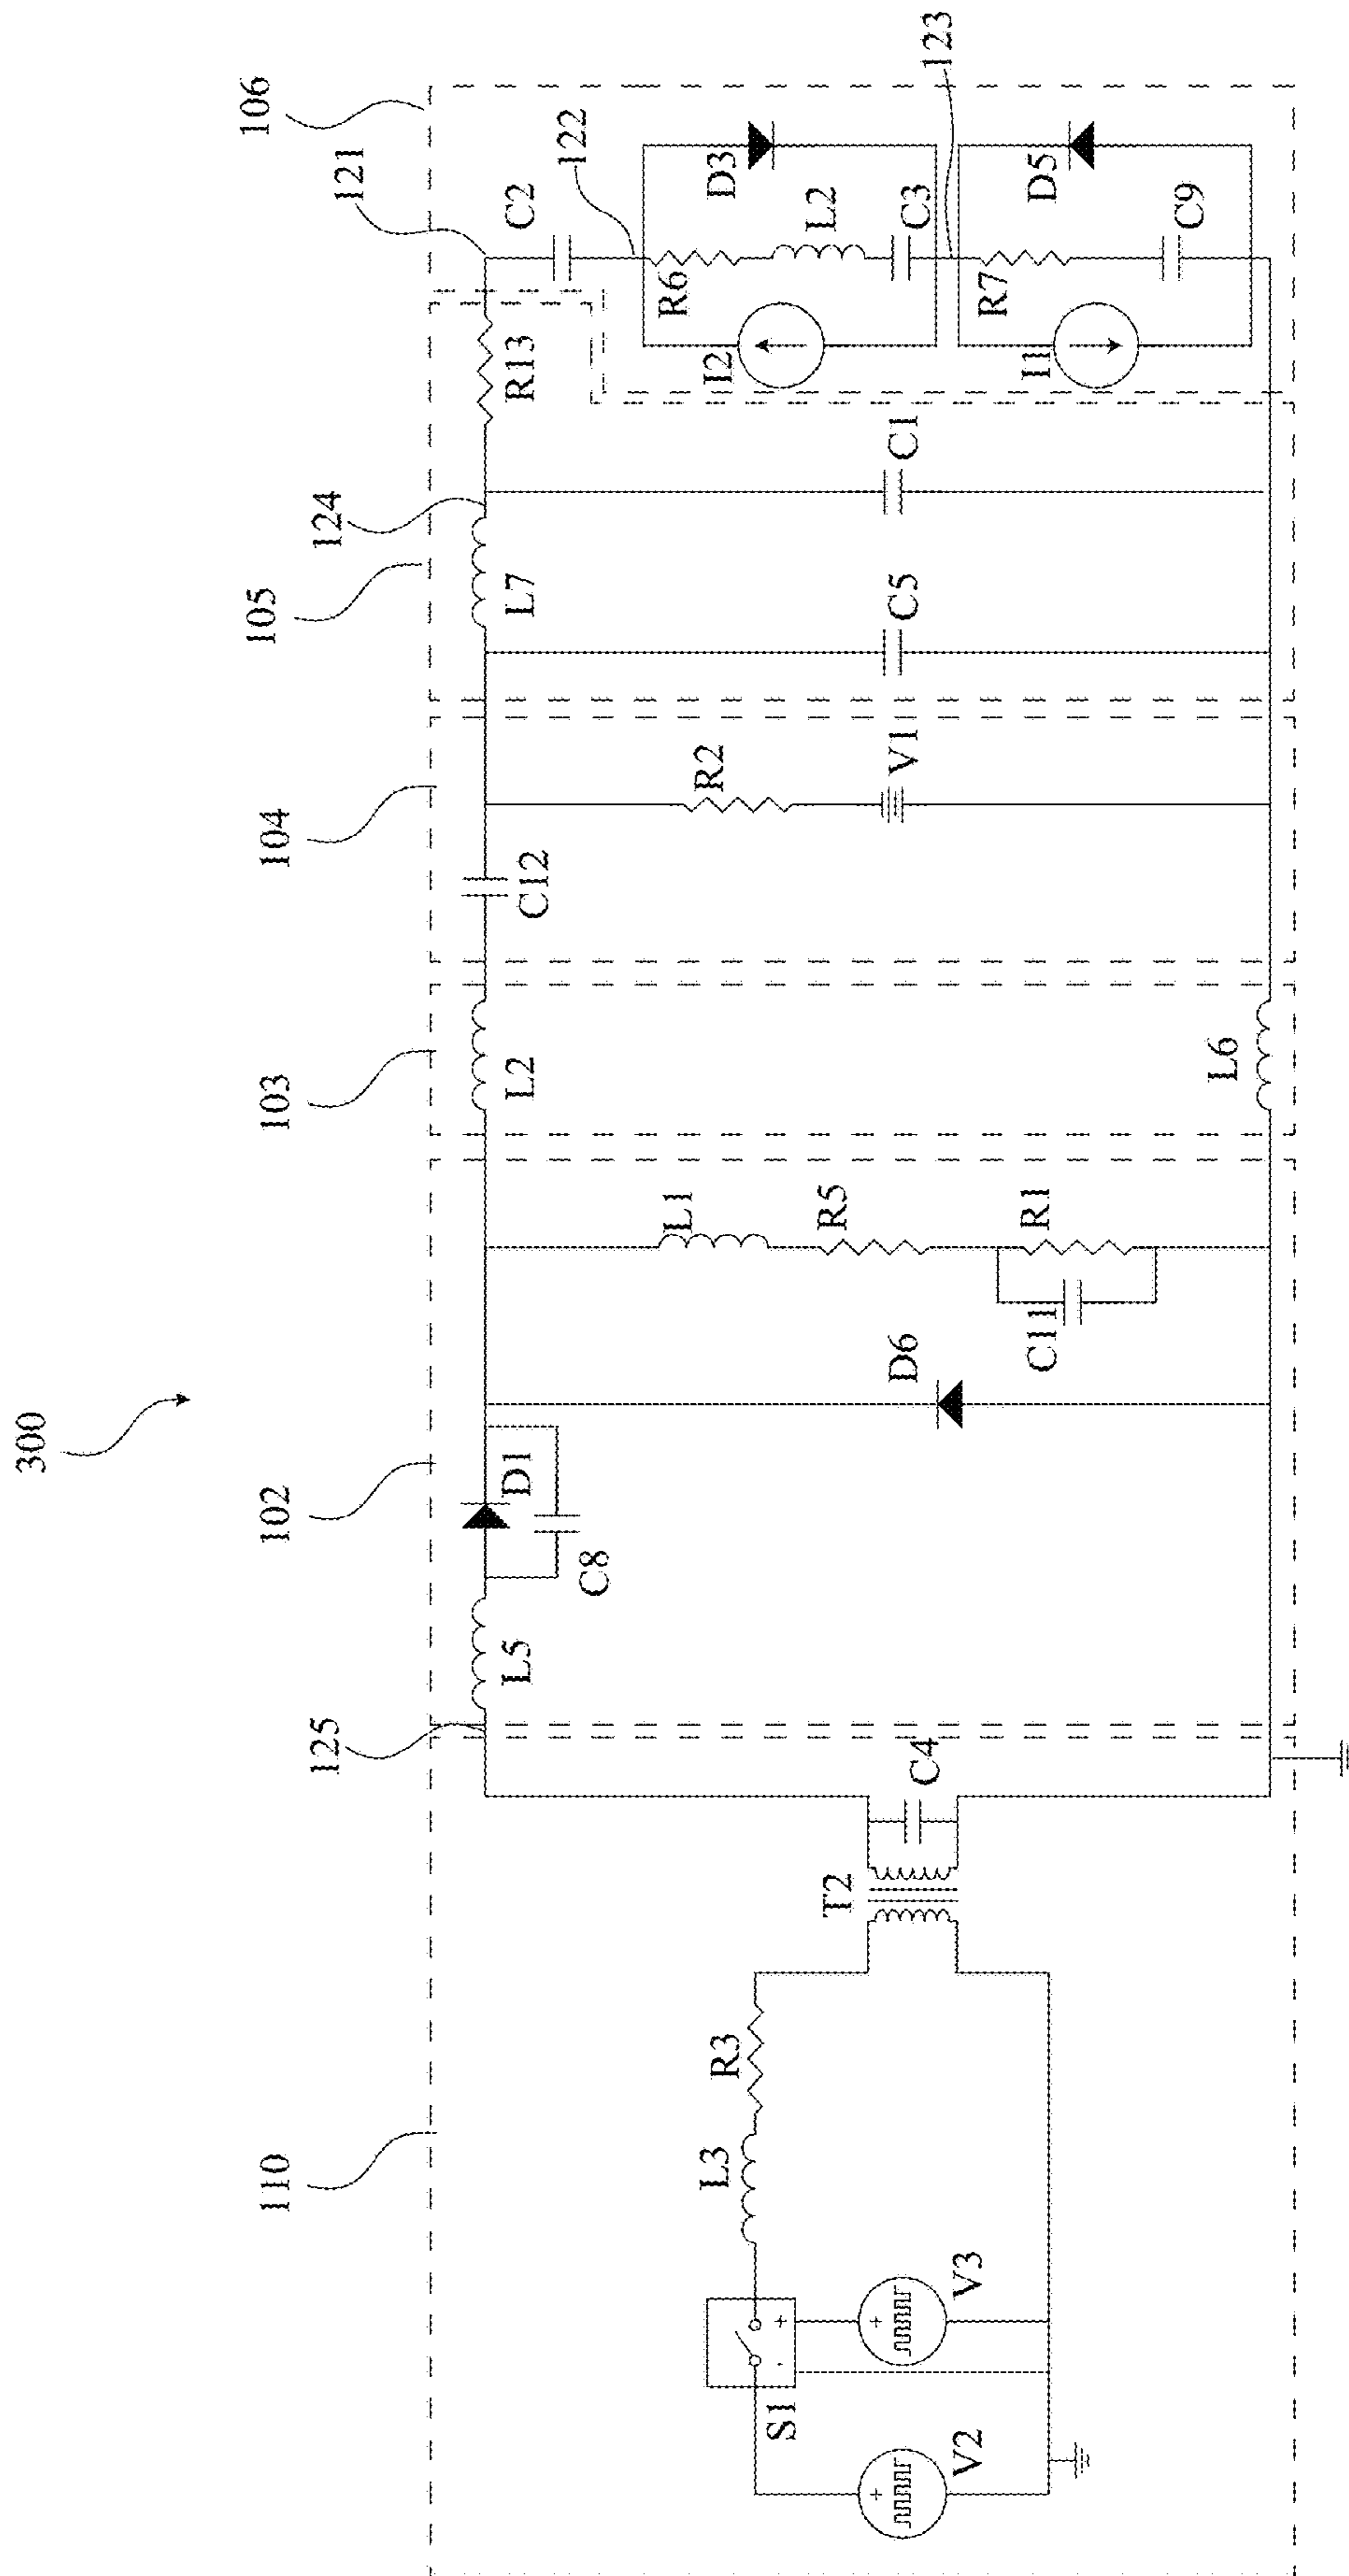 300
110
125
102
103
104
105
124
121
106
122
123
V2
S1
-
+
+
V3
+
L3
R3
T2
C4
L5
C8
D1
D6
C11
R1
R5
L1
L2
L6
C12
R2
V1
L7
C5
C1
R13
C2
I2
R6
L2
C3
D3
I1
R7
C9
D5